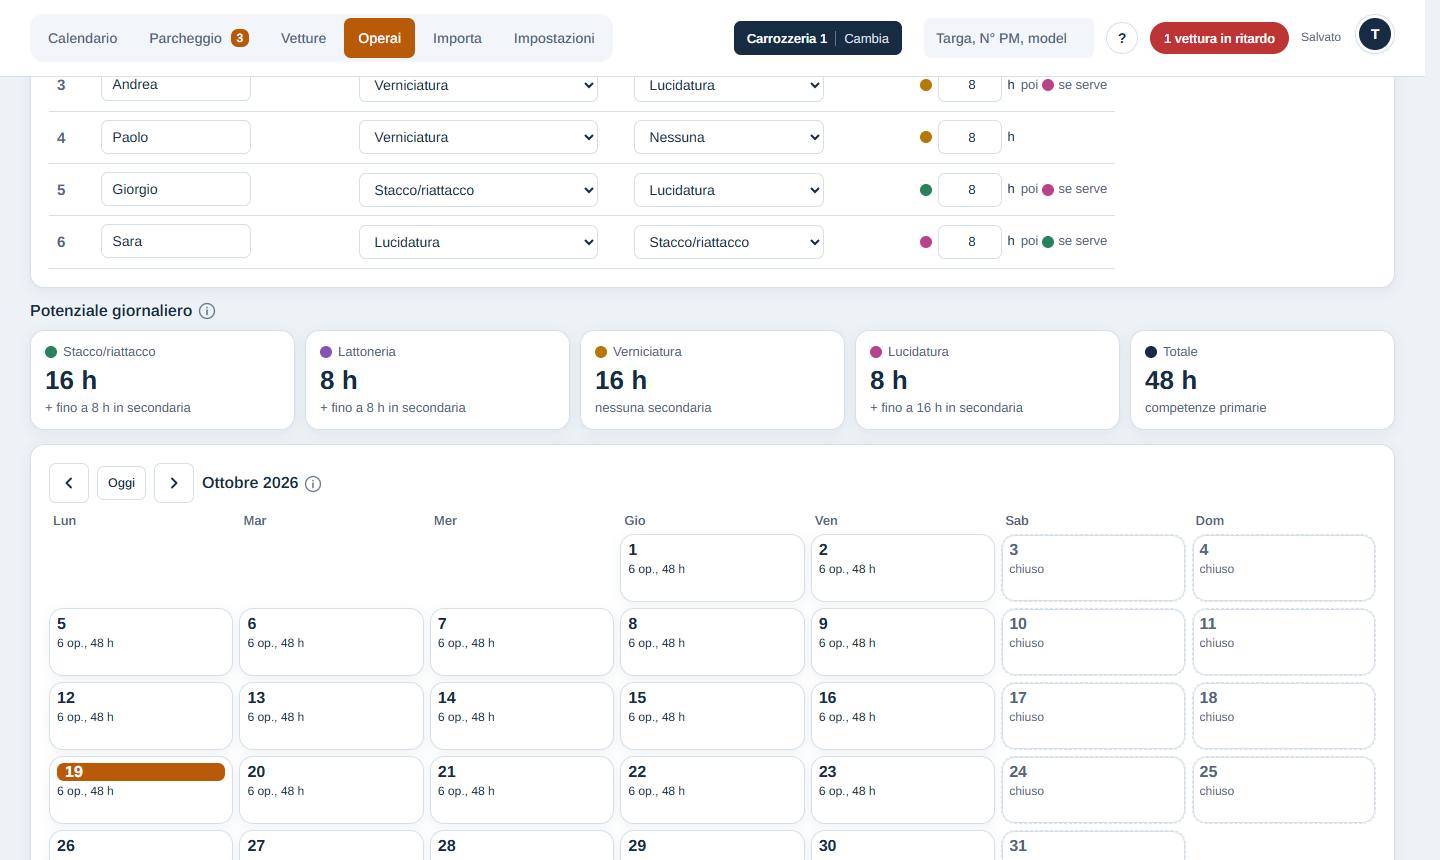 Calendario Parcheggio 3 Vetture Operai Importa Impostazioni Carrozzeria 1 Cambia Targa, N° PM, model ? 1 vettura in ritardo Salvato T
3 Andrea Verniciatura Lucidatura 8 h poi se serve
4 Paolo Verniciatura Nessuna 8 h
5 Giorgio Stacco/riattacco Lucidatura 8 h poi se serve
6 Sara Lucidatura Stacco/riattacco 8 h poi se serve
Potenziale giornaliero i
Stacco/riattacco Lattoneria Verniciatura Lucidatura Totale
16 h 8 h 16 h 8 h 48 h
+ fino a 8 h in secondaria + fino a 8 h in secondaria nessuna secondaria + fino a 16 h in secondaria competenze primarie
Oggi Ottobre 2026 i
Lun Mar Mer Gio Ven Sab Dom
1 2 3 4
6 op., 48 h 6 op., 48 h chiuso chiuso
5 6 7 8 9 10 11
6 op., 48 h 6 op., 48 h 6 op., 48 h 6 op., 48 h 6 op., 48 h chiuso chiuso
12 13 14 15 16 17 18
6 op., 48 h 6 op., 48 h 6 op., 48 h 6 op., 48 h 6 op., 48 h chiuso chiuso
19 20 21 22 23 24 25
6 op., 48 h 6 op., 48 h 6 op., 48 h 6 op., 48 h 6 op., 48 h chiuso chiuso
26 27 28 29 30 31